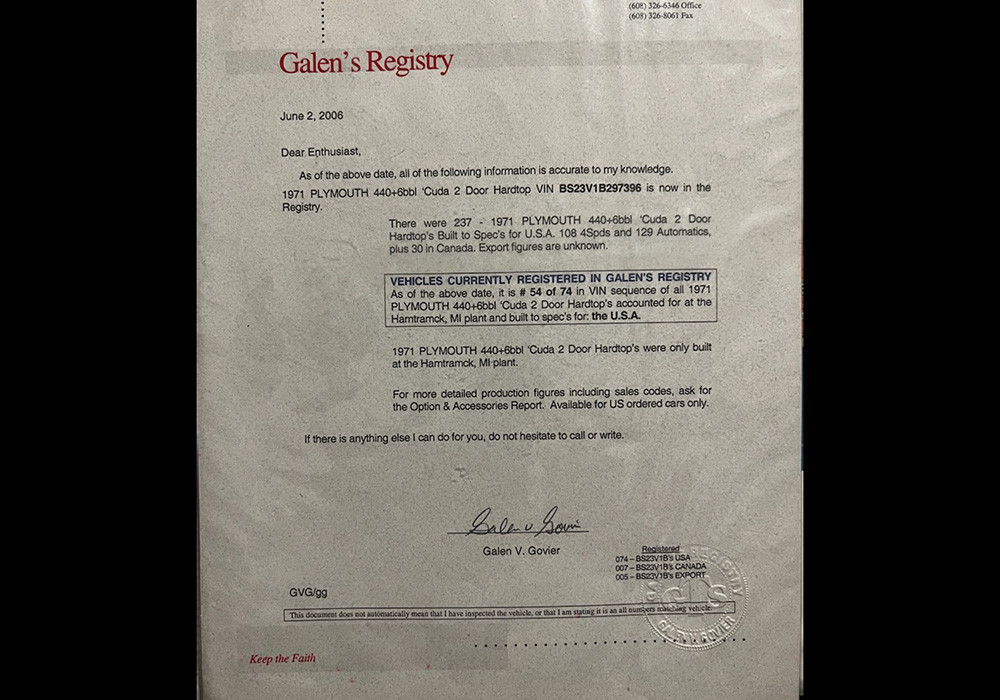 (608) 326-6346 Office
(608) 326-8061 Fax
Galen's Registry
June 2, 2006
Dear Enthusiast,
As of the above date, all of the following information is accurate to my knowledge.
1971 PLYMOUTH 440+6bbl 'Cuda 2 Door Hardtop VIN BS23V1B297396 is now in the
Registry.
There were 237 - 1971 PLYMOUTH 440+6bbl 'Cuda 2 Door
Hardtop's Built to Spec's for U.S.A. 108 4Spds and 129 Automatics,
plus 30 in Canada. Export figures are unknown.
VEHICLES CURRENTLY REGISTERED IN GALEN'S REGISTRY
As of the above date, it is # 54 of 74 in VIN sequence of all 1971
PLYMOUTH 440+6bbl 'Cuda 2 Door Hardtop's accounted for at the
Hamtramck, MI plant and built to spec's for: the U.S.A.
1971 PLYMOUTH 440+6bbl 'Cuda 2 Door Hardtop's were only built
at the Hamtramck, MI plant.
For more detailed production figures including sales codes, ask for
the Option & Accessories Report. Available for US ordered cars only.
If there is anything else I can do for you, do not hesitate to call or write.
Galen V Govier
Galen V. Govier
Registered
074 – BS23V1B's USA
007 – BS23V1B's CANADA
005 – BS23V1B's EXPORT
GVG/gg
REGISTRY
GALEN V. GOVIER
This document does not automatically mean that I have inspected the vehicle, or that I am stating it is an all numbers matching vehicle.
Keep the Faith